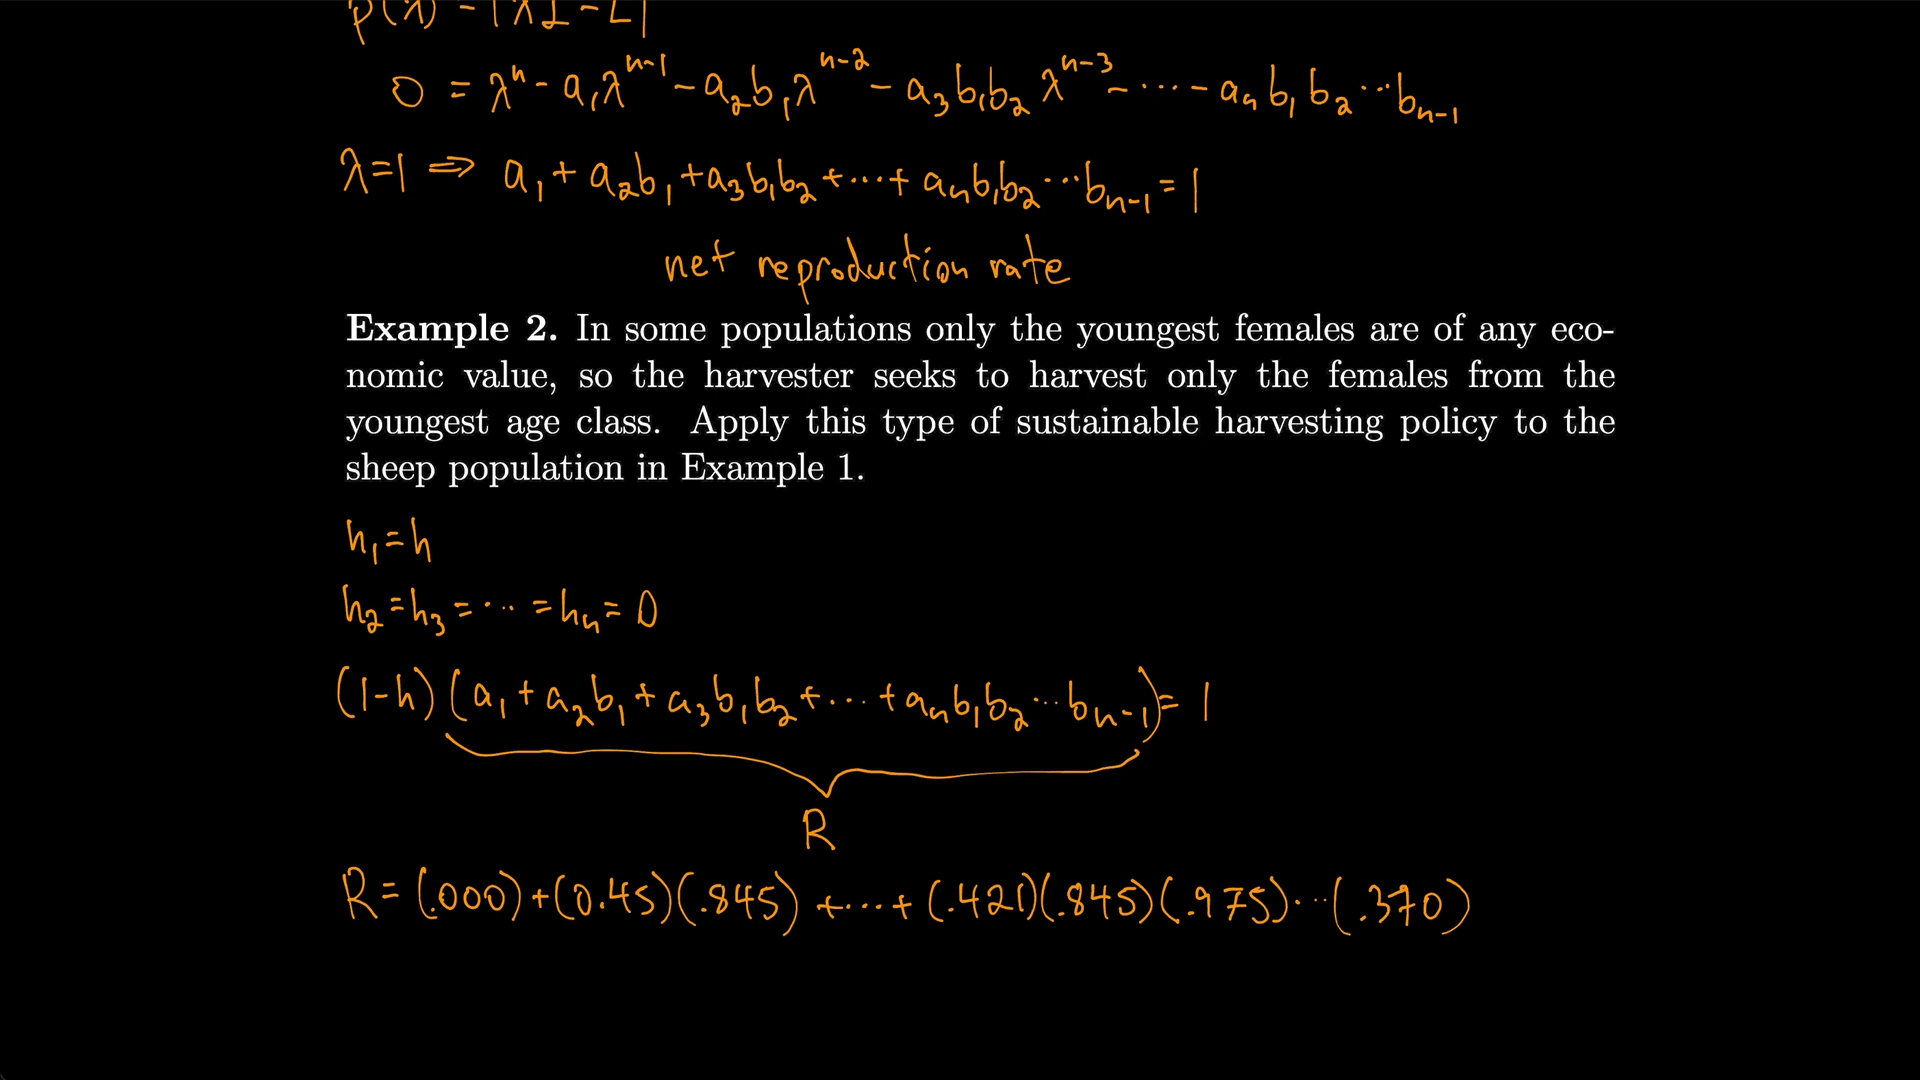 p(λ) = |λI - L|
0 = λⁿ - a₁λⁿ⁻¹ - a₂b₁λⁿ⁻² - a₃b₁b₂λⁿ⁻³ - ··· - aₙb₁b₂···bₙ₋₁
λ=1 ⇒ a₁ + a₂b₁ + a₃b₁b₂ + ··· + aₙb₁b₂···bₙ₋₁ = 1
net reproduction rate
Example 2. In some populations only the youngest females are of any eco-
nomic value, so the harvester seeks to harvest only the females from the
youngest age class. Apply this type of sustainable harvesting policy to the
sheep population in Example 1.
h₁ = h
h₂ = h₃ = ··· = hₙ = 0
(1-h)(a₁ + a₂b₁ + a₃b₁b₂ + ··· + aₙb₁b₂···bₙ₋₁) = 1
R
R = (.000) + (0.45)(.845) + ··· + (.421)(.845)(.975)···(.370)